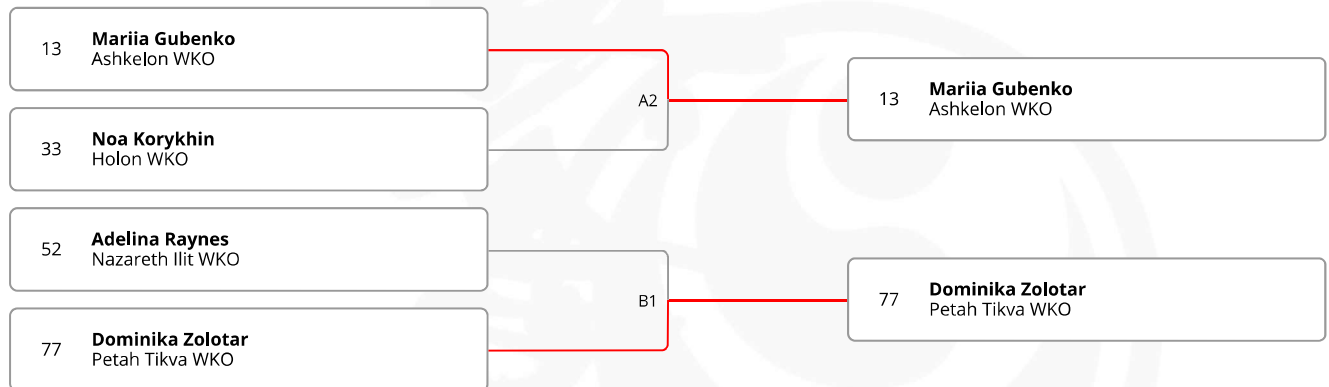 13
Mariia Gubenko
Ashkelon WKO
33
Noa Korykhin
Holon WKO
52
Adelina Raynes
Nazareth Ilit WKO
77
Dominika Zolotar
Petah Tikva WKO
A2
B1
13
Mariia Gubenko
Ashkelon WKO
77
Dominika Zolotar
Petah Tikva WKO